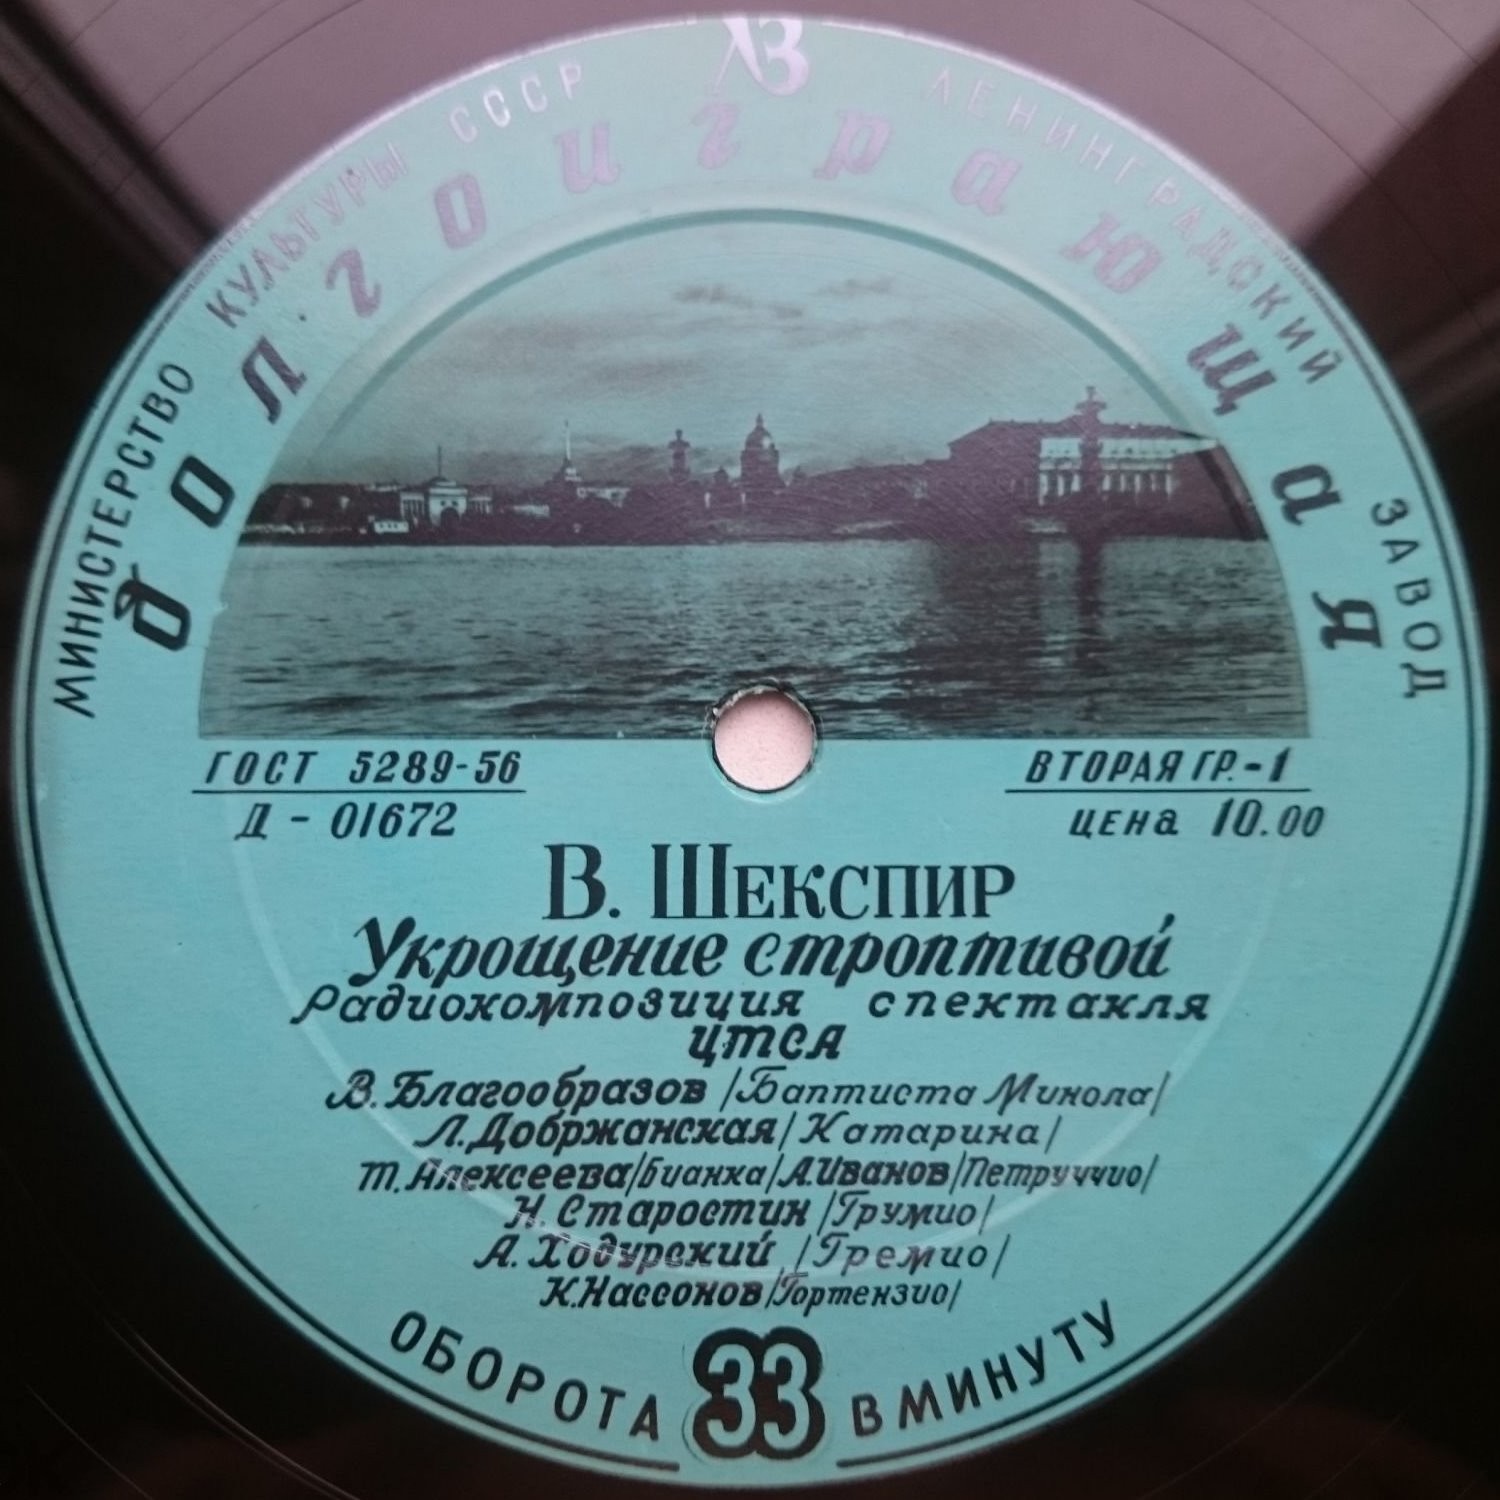 ЛЗ
МИНИСТЕРСТВО КУЛЬТУРЫ СССР
ЛЕНИНГРАДСКИЙ ЗАВОД
долгоиграющая
ГОСТ 5289-56
Д - 01672
ВТОРАЯ ГР.-1
ЦЕНА 10.00
В. ШЕКСПИР
Укрощение строптивой
Радиокомпозиция спектакля
ЦТСА
В. Благообразов /Баптиста Минола/
Л. Добржанская /Катарина/
Т. Алексеева /Бианка/ А. Иванов /Петруччио/
Н. Старостин /Грумио/
А. Ходурский /Гремио/
К. Нассонов /Гортензио/
ОБОРОТА 33 В МИНУТУ